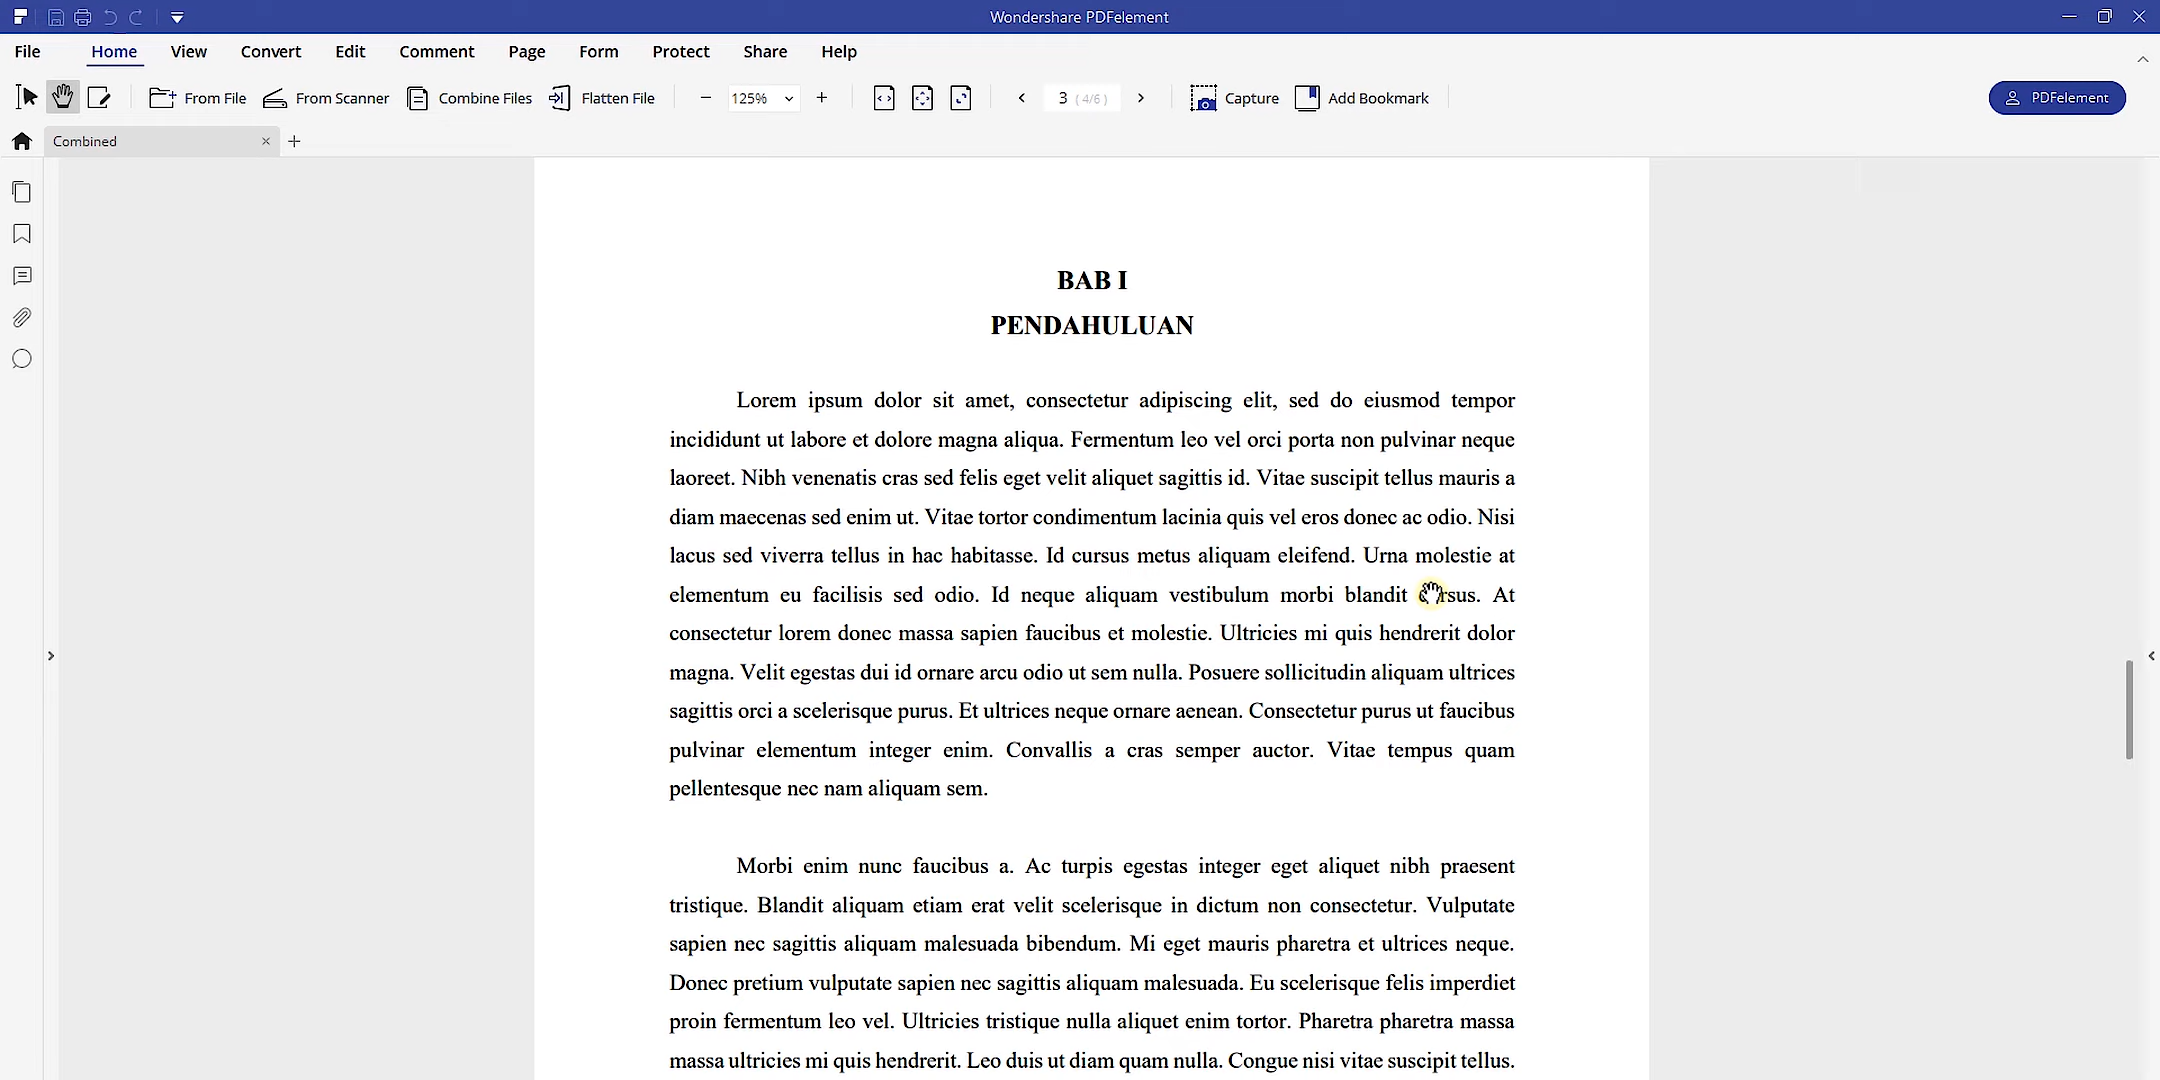 Wondershare PDFelement
File Home View Convert Edit Comment Page Form Protect Share Help
From File From Scanner Combine Files Flatten File 125% 3 (4/6) Capture Add Bookmark PDFelement
Combined
BAB I
PENDAHULUAN
Lorem ipsum dolor sit amet, consectetur adipiscing elit, sed do eiusmod tempor
incididunt ut labore et dolore magna aliqua. Fermentum leo vel orci porta non pulvinar neque
laoreet. Nibh venenatis cras sed felis eget velit aliquet sagittis id. Vitae suscipit tellus mauris a
diam maecenas sed enim ut. Vitae tortor condimentum lacinia quis vel eros donec ac odio. Nisi
lacus sed viverra tellus in hac habitasse. Id cursus metus aliquam eleifend. Urna molestie at
elementum eu facilisis sed odio. Id neque aliquam vestibulum morbi blandit At
consectetur lorem donec massa sapien faucibus et molestie. Ultricies mi quis hendrerit dolor
magna. Velit egestas dui id ornare arcu odio ut sem nulla. Posuere sollicitudin aliquam ultrices
sagittis orci a scelerisque purus. Et ultrices neque ornare aenean. Consectetur purus ut faucibus
pulvinar elementum integer enim. Convallis a cras semper auctor. Vitae tempus quam
pellentesque nec nam aliquam sem.
Morbi enim nunc faucibus a. Ac turpis egestas integer eget aliquet nibh praesent
tristique. Blandit aliquam etiam erat velit scelerisque in dictum non consectetur. Vulputate
sapien nec sagittis aliquam malesuada bibendum. Mi eget mauris pharetra et ultrices neque.
Donec pretium vulputate sapien nec sagittis aliquam malesuada. Eu scelerisque felis imperdiet
proin fermentum leo vel. Ultricies tristique nulla aliquet enim tortor. Pharetra pharetra massa
massa ultricies mi quis hendrerit. Leo duis ut diam quam nulla. Congue nisi vitae suscipit tellus.